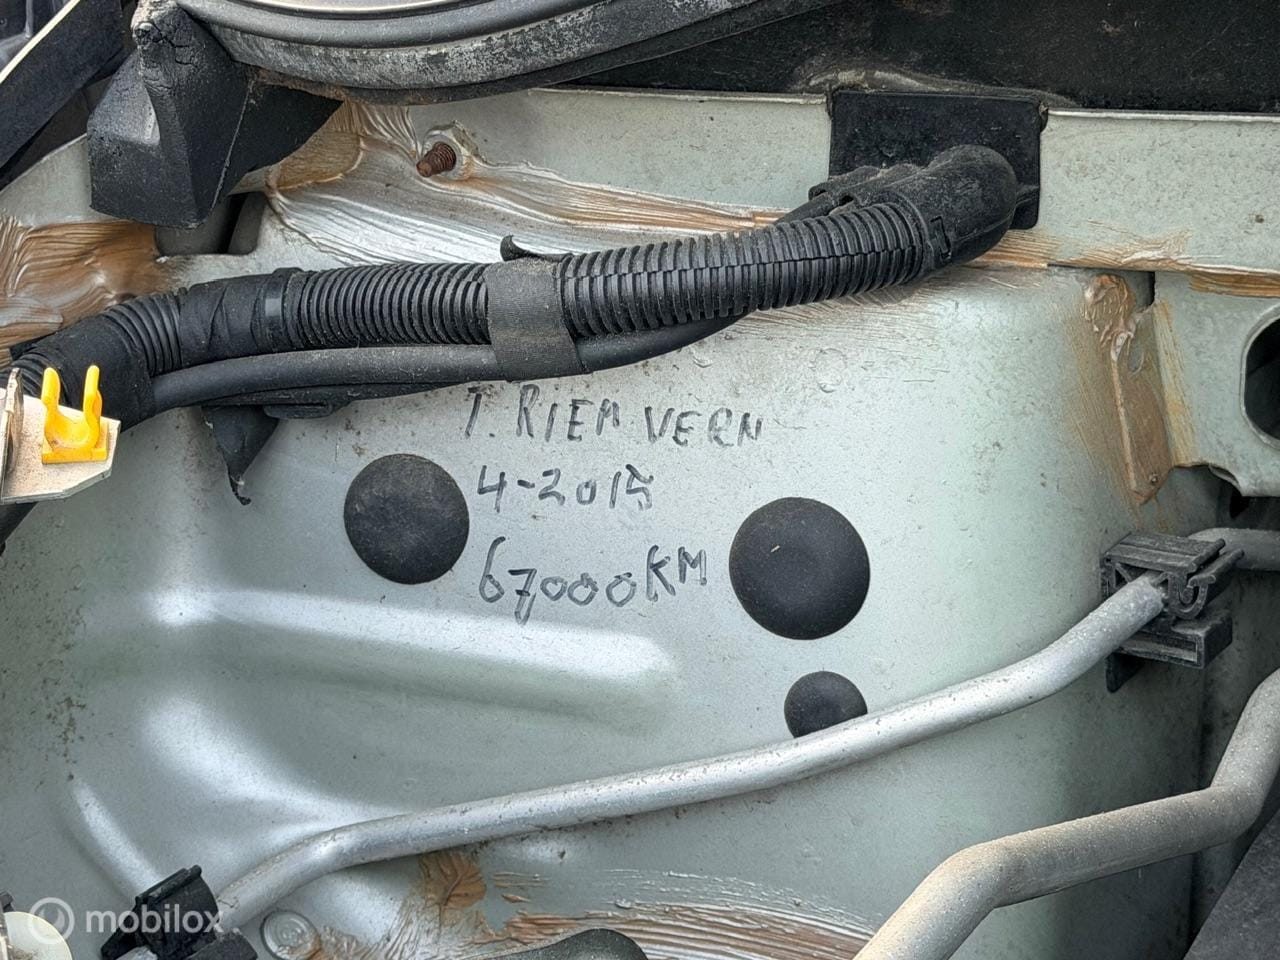 T. RIEM VERN
4-2015
67000KM
mobilox